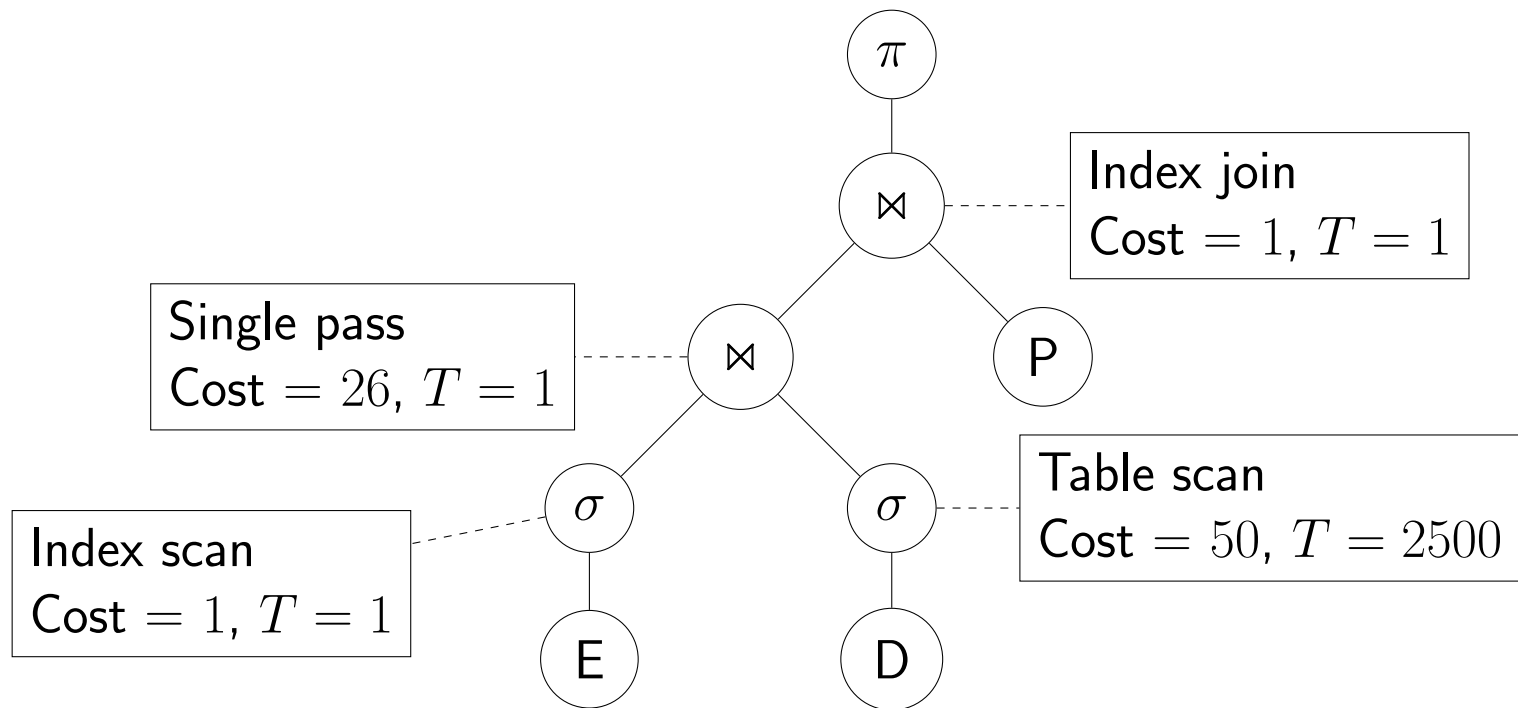 π
⋈
Index join
Cost = 1, T = 1
Single pass
Cost = 26, T = 1
⋈
P
σ
σ
Table scan
Cost = 50, T = 2500
Index scan
Cost = 1, T = 1
E
D